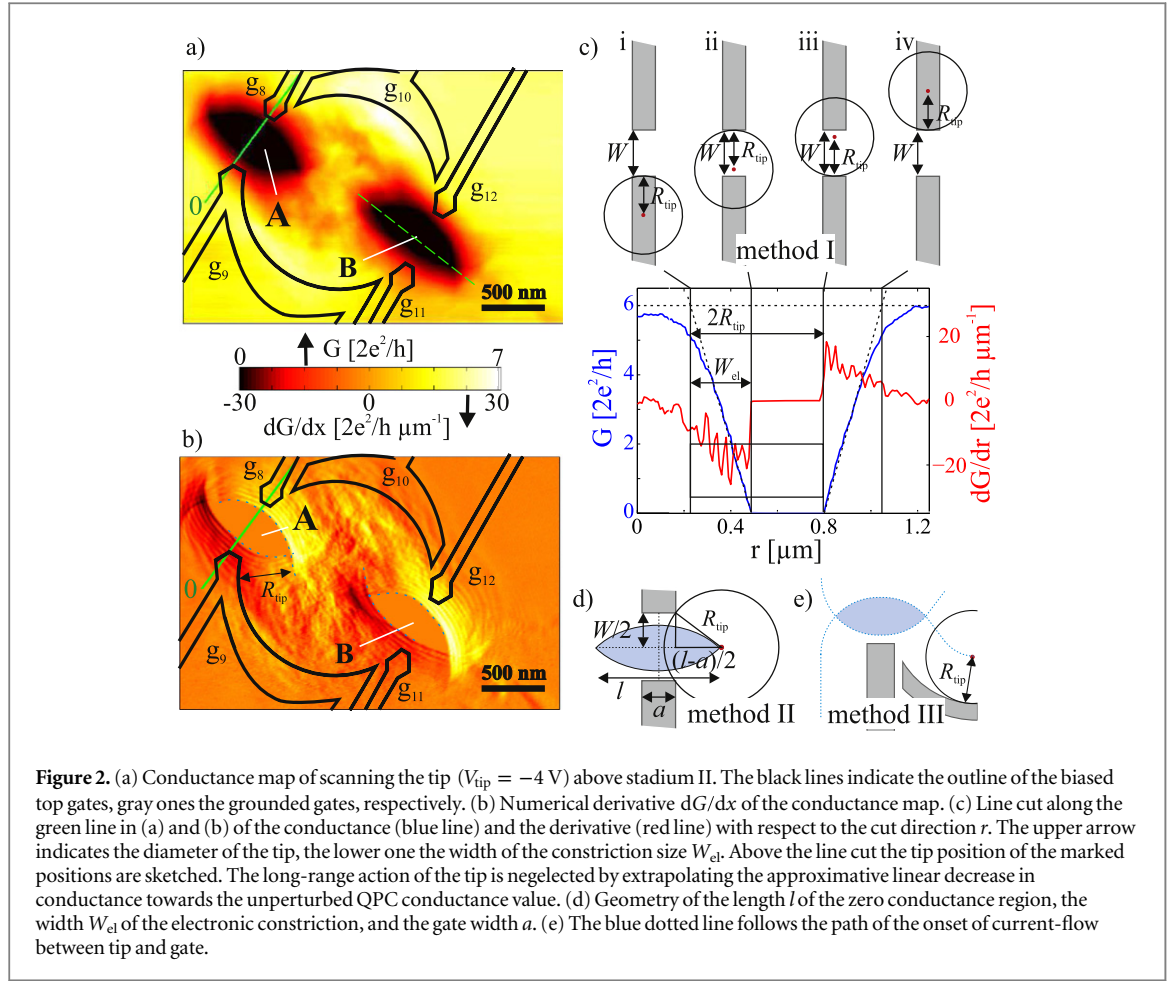 a)
g8
g10
g12
0
A
B
g9
g11
500 nm
G [2e²/h]
0 7
-30 0 30
dG/dx [2e²/h µm⁻¹]
b)
g8
g10
A
g12
0
Rtip
B
g9
g11
500 nm
c)
i ii iii iv
W Rtip
W Rtip
W Rtip
W Rtip
method I
2Rtip
Wel
G [2e²/h]
6
4
2
0
dG/dr [2e²/h µm⁻¹]
20
0
−20
0 0.4 0.8 1.2
r [µm]
d)
W/2
Rtip
(l-a)/2
l
a
method II
e)
Rtip
method III
Figure 2. (a) Conductance map of scanning the tip (Vtip = −4 V) above stadium II. The black lines indicate the outline of the biased
top gates, gray ones the grounded gates, respectively. (b) Numerical derivative dG/dx of the conductance map. (c) Line cut along the
green line in (a) and (b) of the conductance (blue line) and the derivative (red line) with respect to the cut direction r. The upper arrow
indicates the diameter of the tip, the lower one the width of the constriction size Wel. Above the line cut the tip position of the marked
positions are sketched. The long-range action of the tip is negelected by extrapolating the approximative linear decrease in
conductance towards the unperturbed QPC conductance value. (d) Geometry of the length l of the zero conductance region, the
width Wel of the electronic constriction, and the gate width a. (e) The blue dotted line follows the path of the onset of current-flow
between tip and gate.